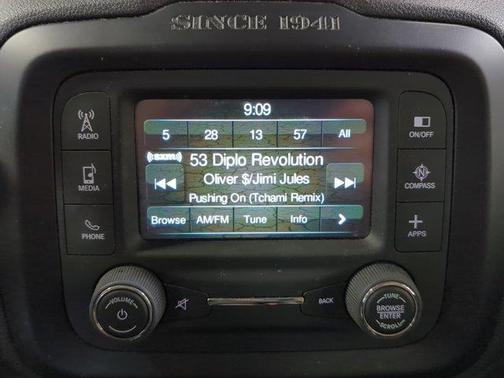 SINCE 1941
9:09
5 28 13 57 All
RADIO
ON/OFF
((SXM)) 53 Diplo Revolution
Oliver $/Jimi Jules
Pushing On (Tchami Remix)
MEDIA
N
COMPASS
Browse AM/FM Tune Info >
PHONE
+
APPS
VOLUME
BACK
TUNE
BROWSE
ENTER
SCROLL